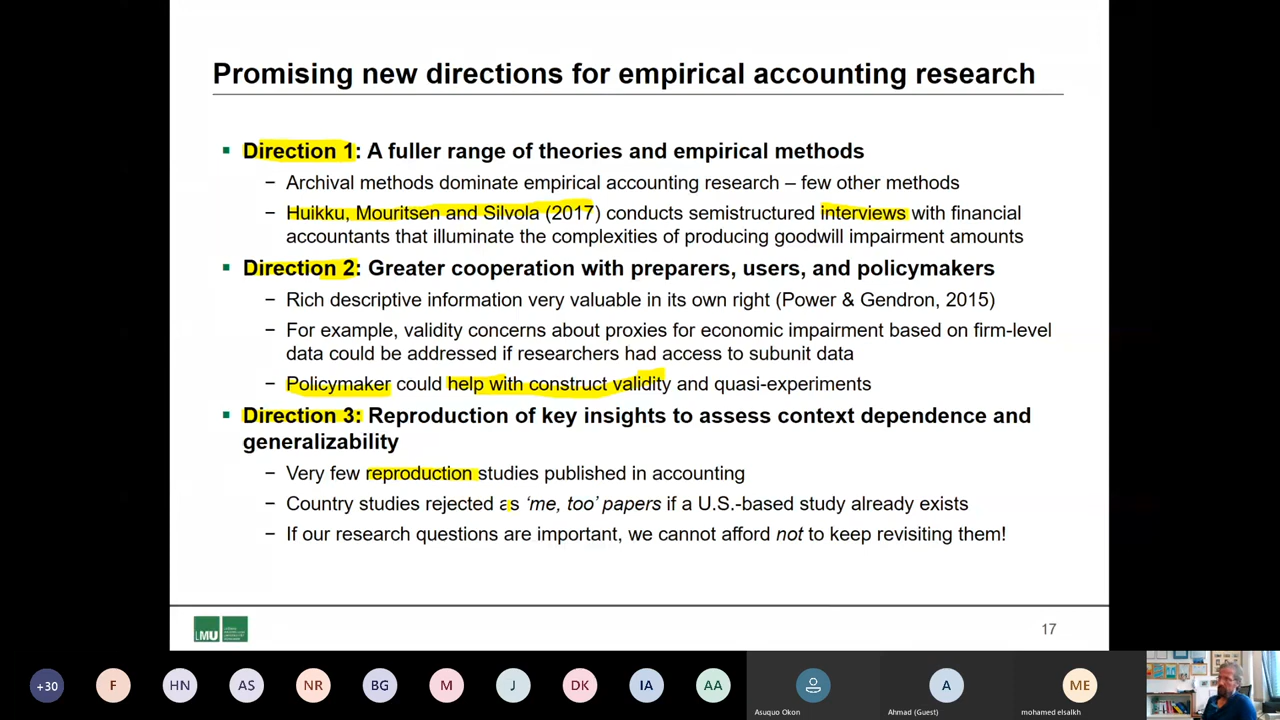 Promising new directions for empirical accounting research
▪ Direction 1: A fuller range of theories and empirical methods
− Archival methods dominate empirical accounting research – few other methods
− Huikku, Mouritsen and Silvola (2017) conducts semistructured interviews with financial
accountants that illuminate the complexities of producing goodwill impairment amounts
▪ Direction 2: Greater cooperation with preparers, users, and policymakers
− Rich descriptive information very valuable in its own right (Power & Gendron, 2015)
− For example, validity concerns about proxies for economic impairment based on firm-level
data could be addressed if researchers had access to subunit data
− Policymaker could help with construct validity and quasi-experiments
▪ Direction 3: Reproduction of key insights to assess context dependence and
generalizability
− Very few reproduction studies published in accounting
− Country studies rejected as ‘me, too’ papers if a U.S.-based study already exists
− If our research questions are important, we cannot afford not to keep revisiting them!
LMU
17
+30 F HN AS NR BG M J DK IA AA A ME
Asuquo Okon Ahmad (Guest) mohamed elsalkh